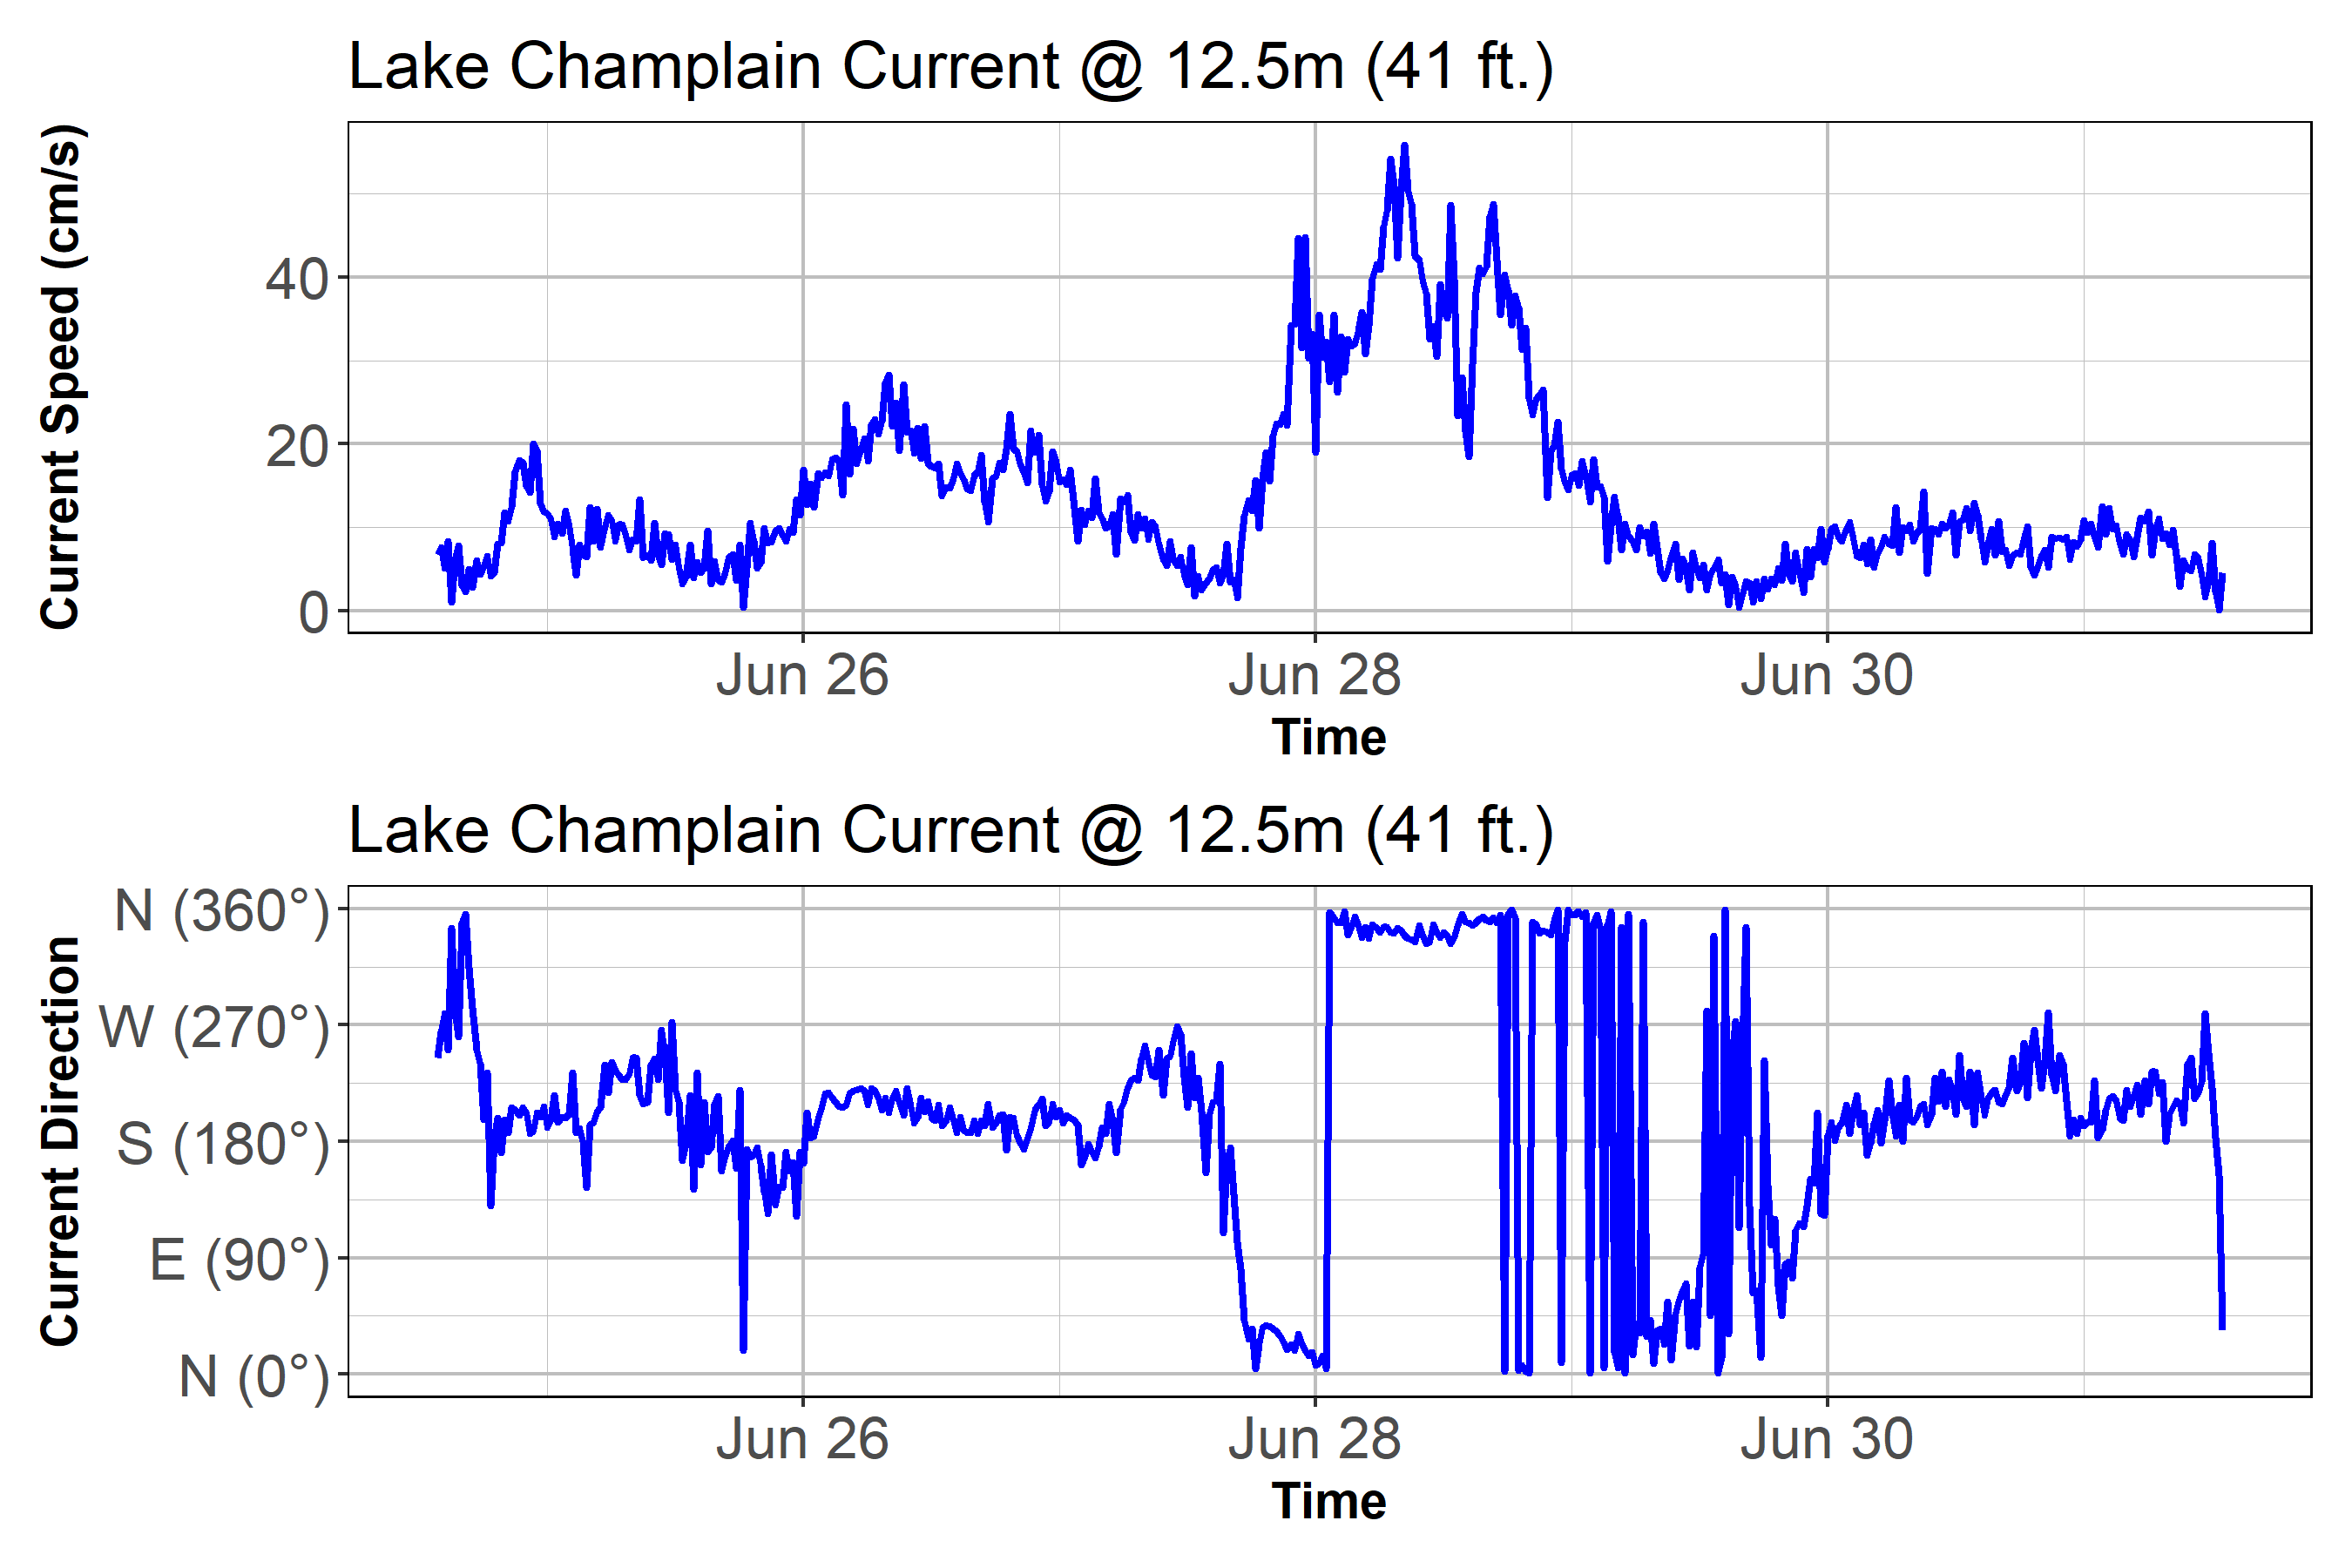 Lake Champlain Current @ 12.5m (41 ft.)
Current Speed (cm/s)
40
20
0
Jun 26
Jun 28
Jun 30
Time
Lake Champlain Current @ 12.5m (41 ft.)
Current Direction
N (360°)
W (270°)
S (180°)
E (90°)
N (0°)
Jun 26
Jun 28
Jun 30
Time